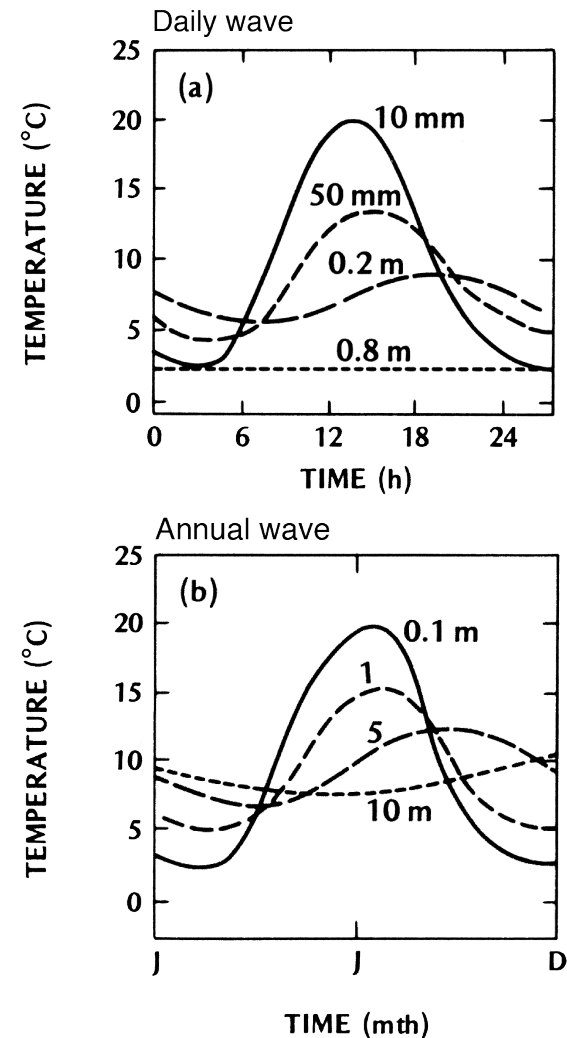 Daily wave
25
(a)
20
10 mm
TEMPERATURE (°C)
15
50 mm
10
0.2 m
5
0.8 m
0
0 6 12 18 24
TIME (h)
Annual wave
25
(b)
20
0.1 m
TEMPERATURE (°C)
15
1
5
10
10 m
5
0
J J D
TIME (mth)